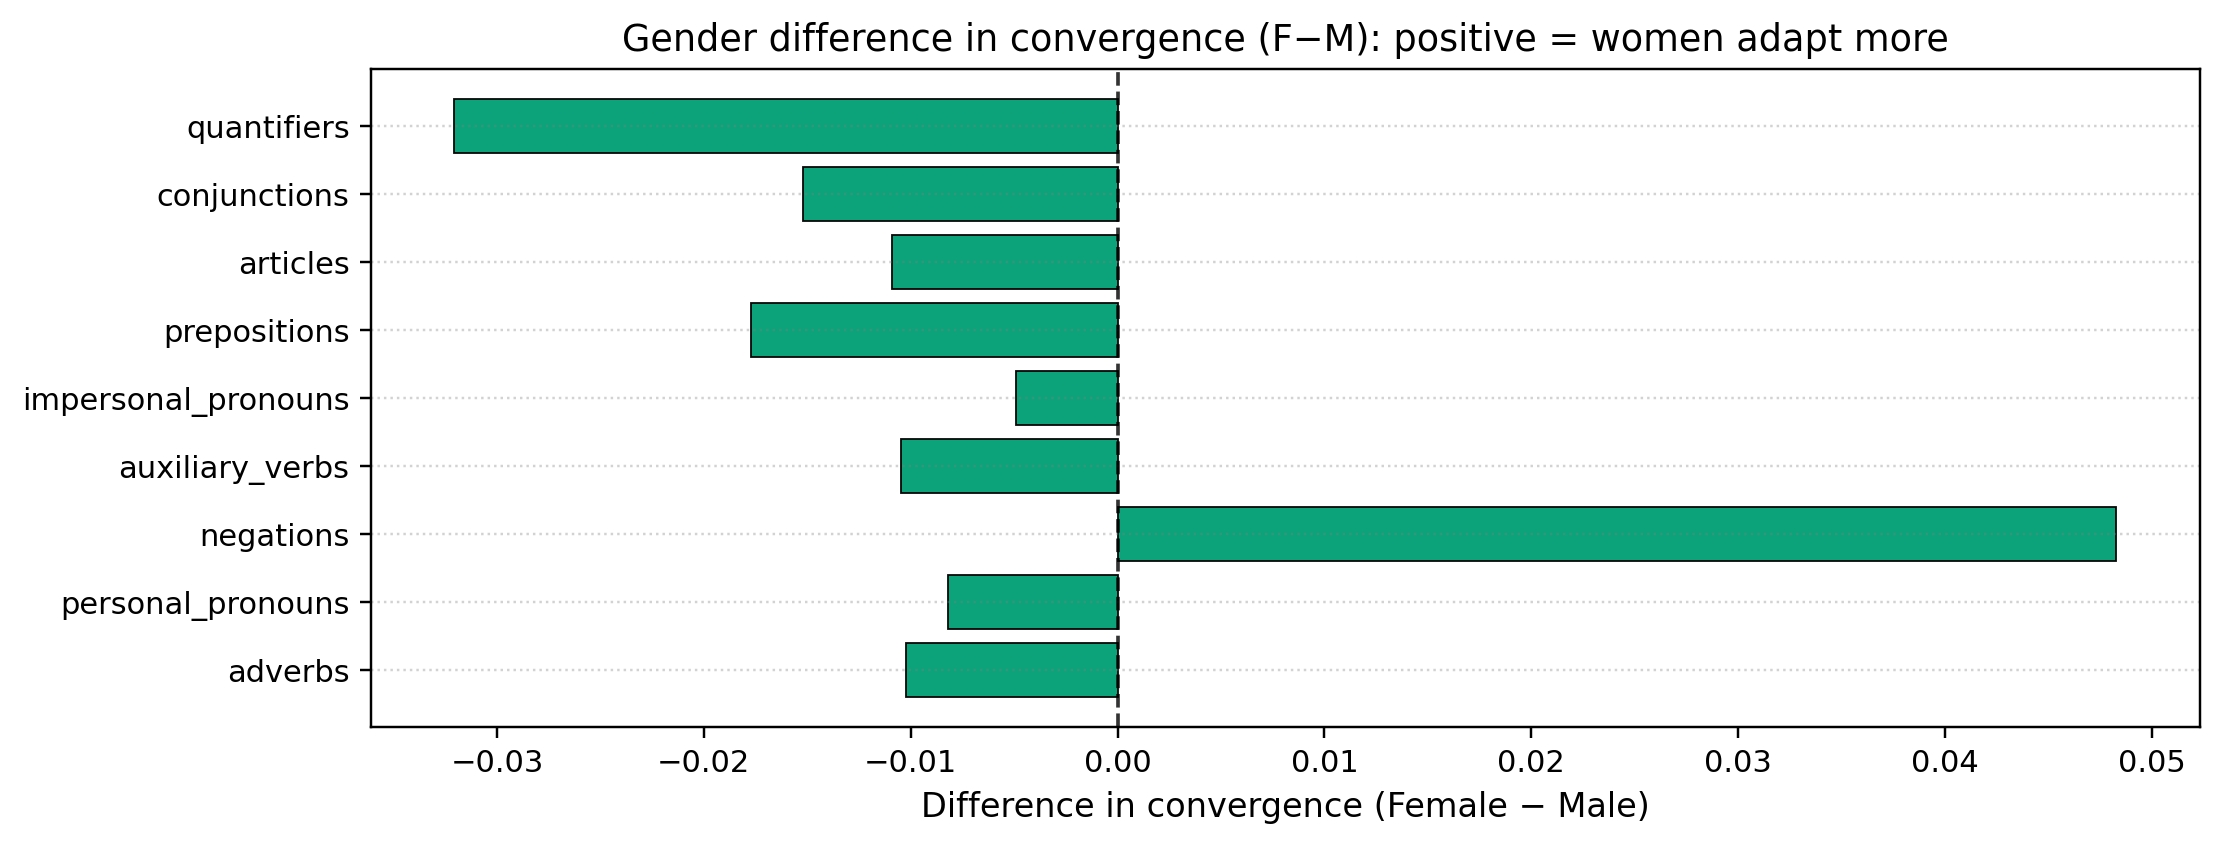 Gender difference in convergence (F−M): positive = women adapt more
quantifiers
conjunctions
articles
prepositions
impersonal_pronouns
auxiliary_verbs
negations
personal_pronouns
adverbs
−0.03 −0.02 −0.01 0.00 0.01 0.02 0.03 0.04 0.05
Difference in convergence (Female − Male)